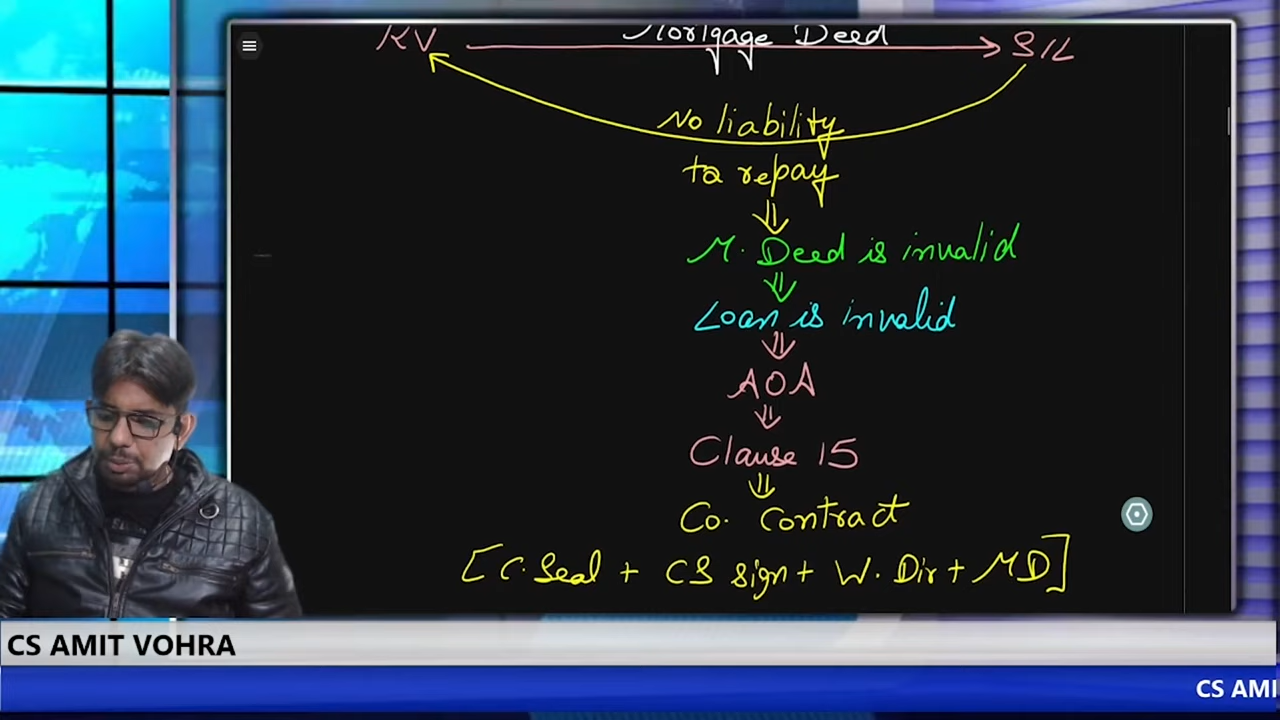 KV Mortgage Deed SIL
No liability
to repay
M. Deed is invalid
Loan is invalid
AOA
Clause 15
Co. Contract
[C. Seal + CS sign + W. Dir + MD]
CS AMIT VOHRA
CS AMI